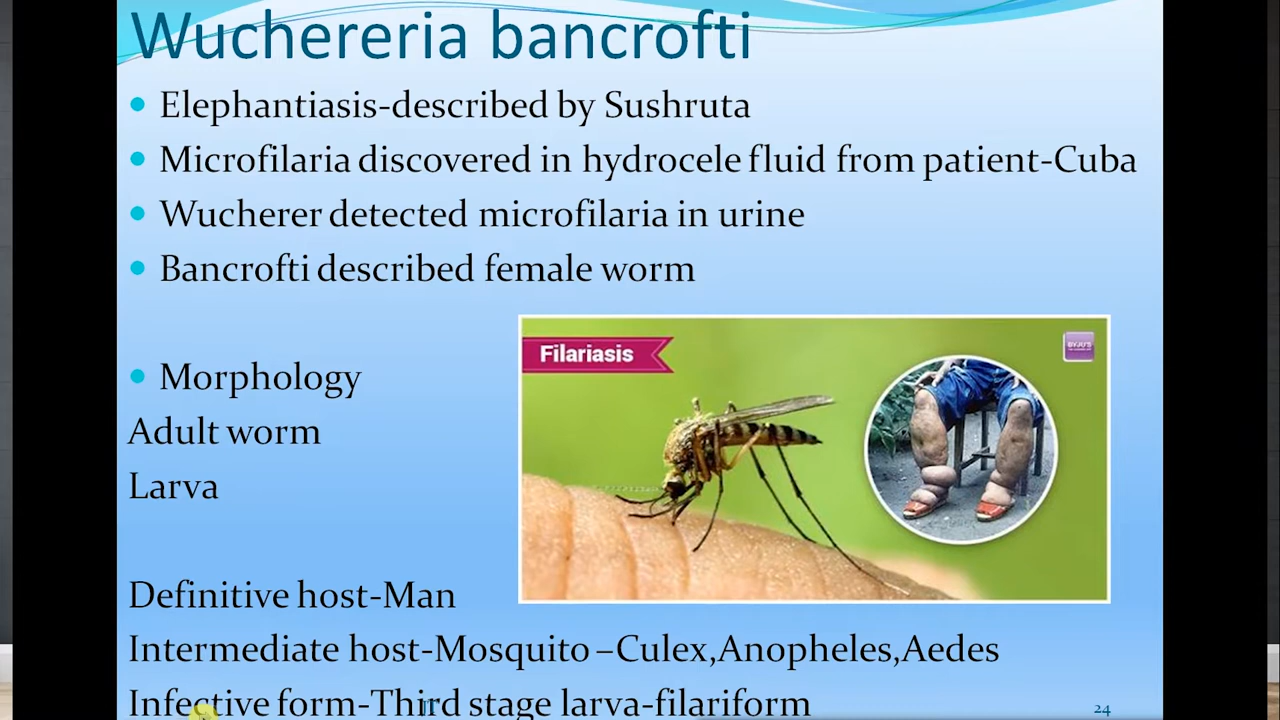 Wuchereria bancrofti
• Elephantiasis-described by Sushruta
• Microfilaria discovered in hydrocele fluid from patient-Cuba
• Wucherer detected microfilaria in urine
• Bancrofti described female worm
Filariasis
BYJU'S
• Morphology
Adult worm
Larva
Definitive host-Man
Intermediate host-Mosquito –Culex,Anopheles,Aedes
Infective form-Third stage larva-filariform
24